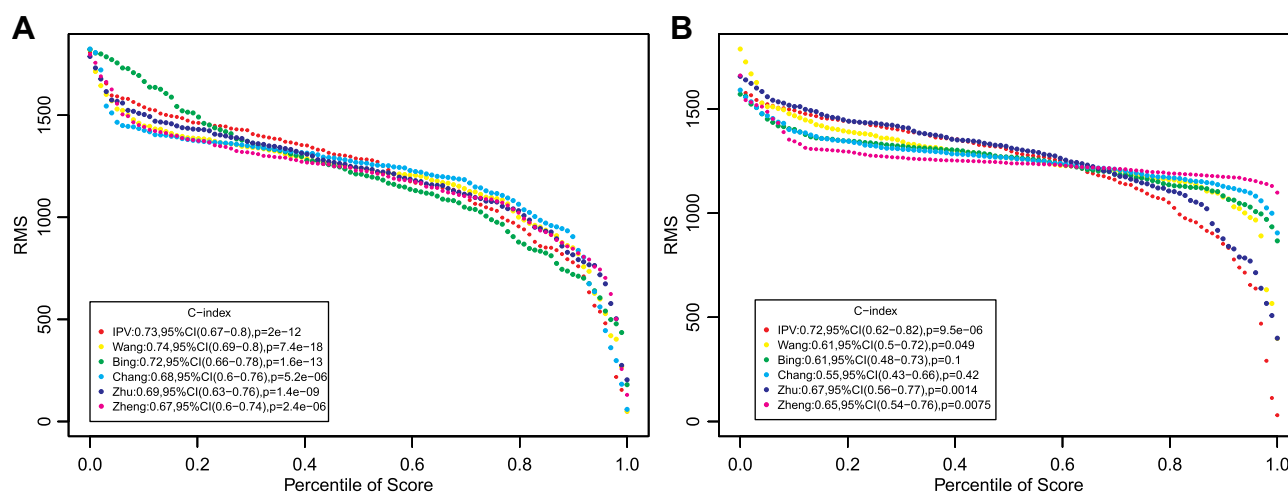 A
RMS
1500
1000
500
0
C−index
IPV:0.73,95%CI(0.67−0.8),p=2e−12
Wang:0.74,95%CI(0.69−0.8),p=7.4e−18
Bing:0.72,95%CI(0.66−0.78),p=1.6e−13
Chang:0.68,95%CI(0.6−0.76),p=5.2e−06
Zhu:0.69,95%CI(0.63−0.76),p=1.4e−09
Zheng:0.67,95%CI(0.6−0.74),p=2.4e−06
0.0 0.2 0.4 0.6 0.8 1.0
Percentile of Score
B
RMS
1500
1000
500
0
C−index
IPV:0.72,95%CI(0.62−0.82),p=9.5e−06
Wang:0.61,95%CI(0.5−0.72),p=0.049
Bing:0.61,95%CI(0.48−0.73),p=0.1
Chang:0.55,95%CI(0.43−0.66),p=0.42
Zhu:0.67,95%CI(0.56−0.77),p=0.0014
Zheng:0.65,95%CI(0.54−0.76),p=0.0075
0.0 0.2 0.4 0.6 0.8 1.0
Percentile of Score